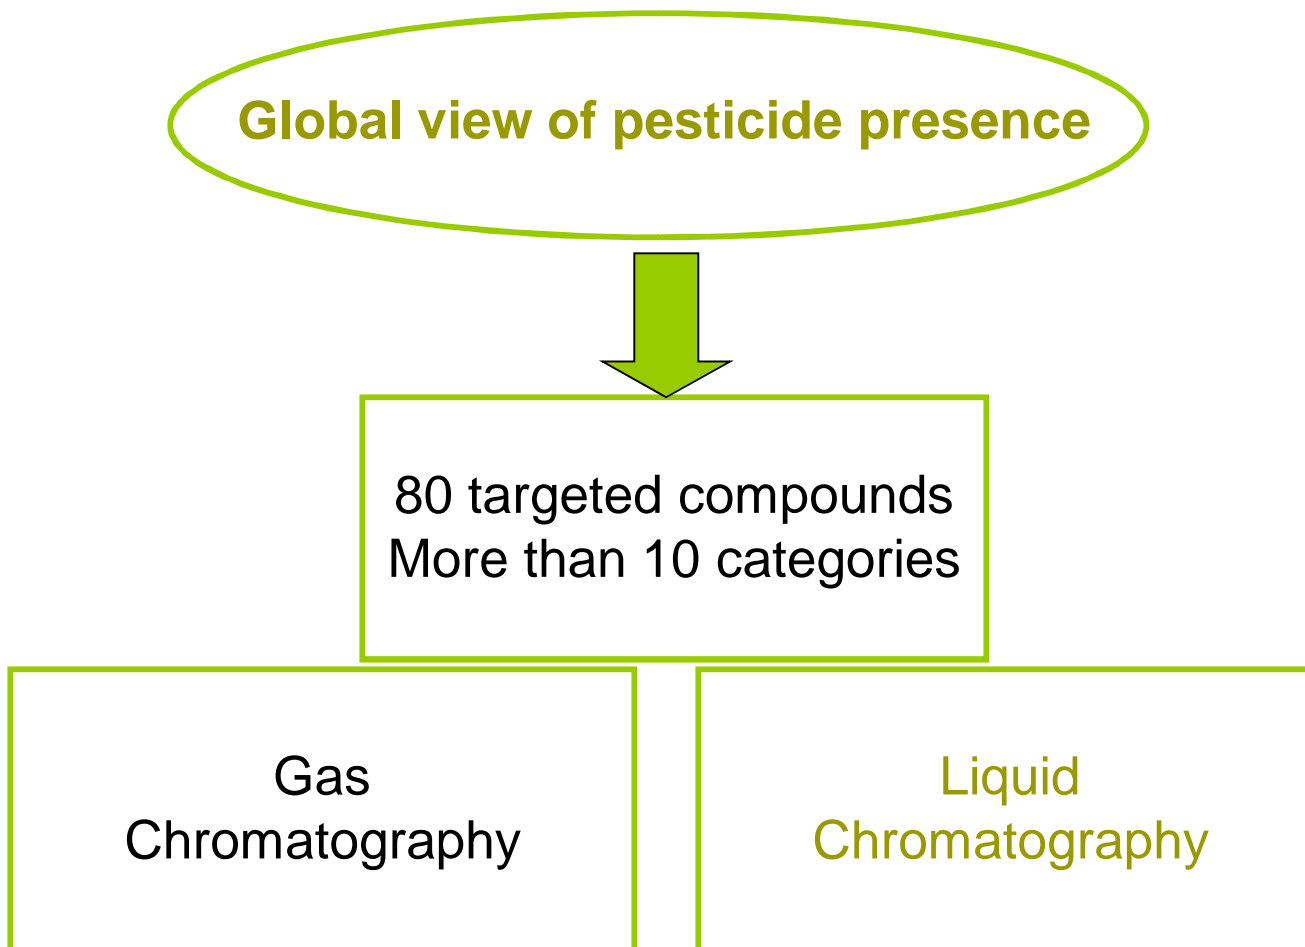 Global view of pesticide presence
80 targeted compounds
More than 10 categories
Gas
Chromatography
Liquid
Chromatography